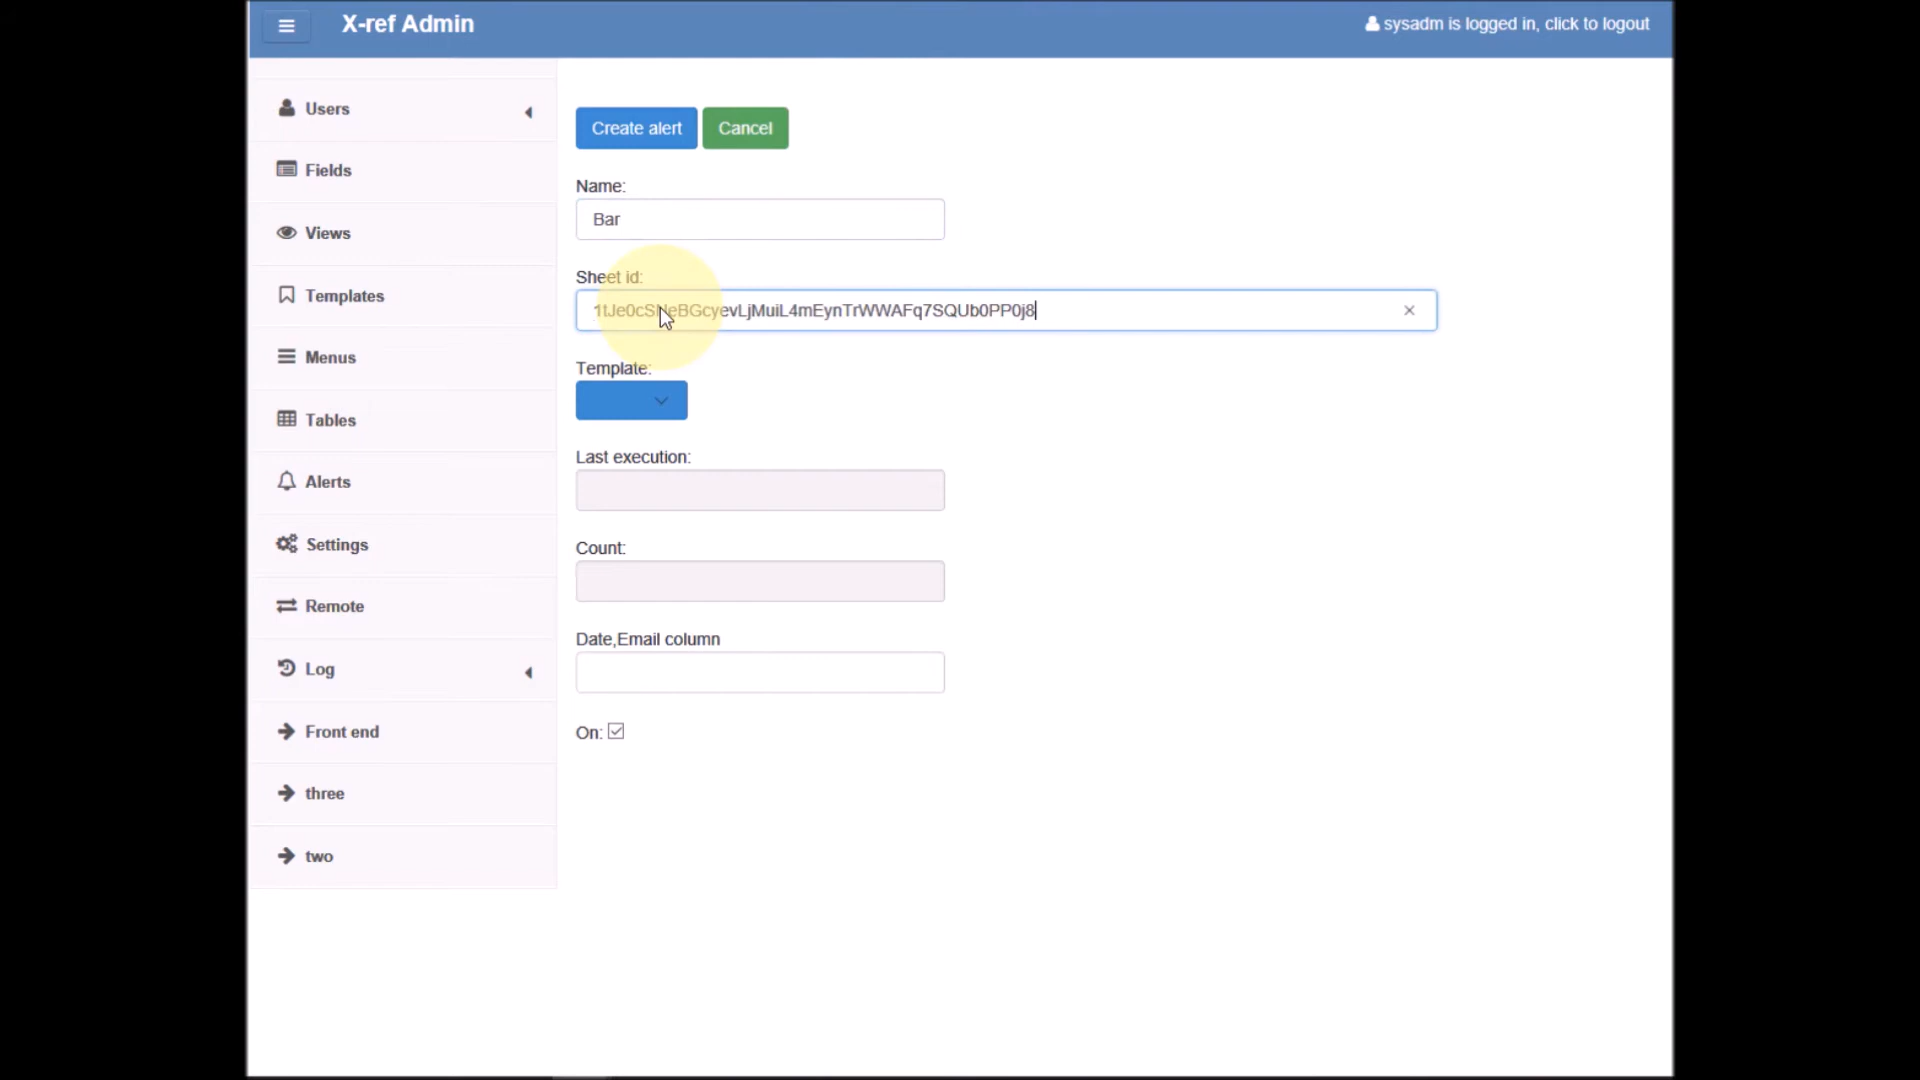 X-ref Admin
sysadm is logged in, click to logout
Users
Fields
Views
Templates
Menus
Tables
Alerts
Settings
Remote
Log
Front end
three
two
Create alert
Cancel
Name:
Bar
Sheet id:
1tJe0cSNeBGcyevLjMuiL4mEynTrWWAFq7SQUb0PP0j8
Template:
Last execution:
Count:
Date,Email column
On: